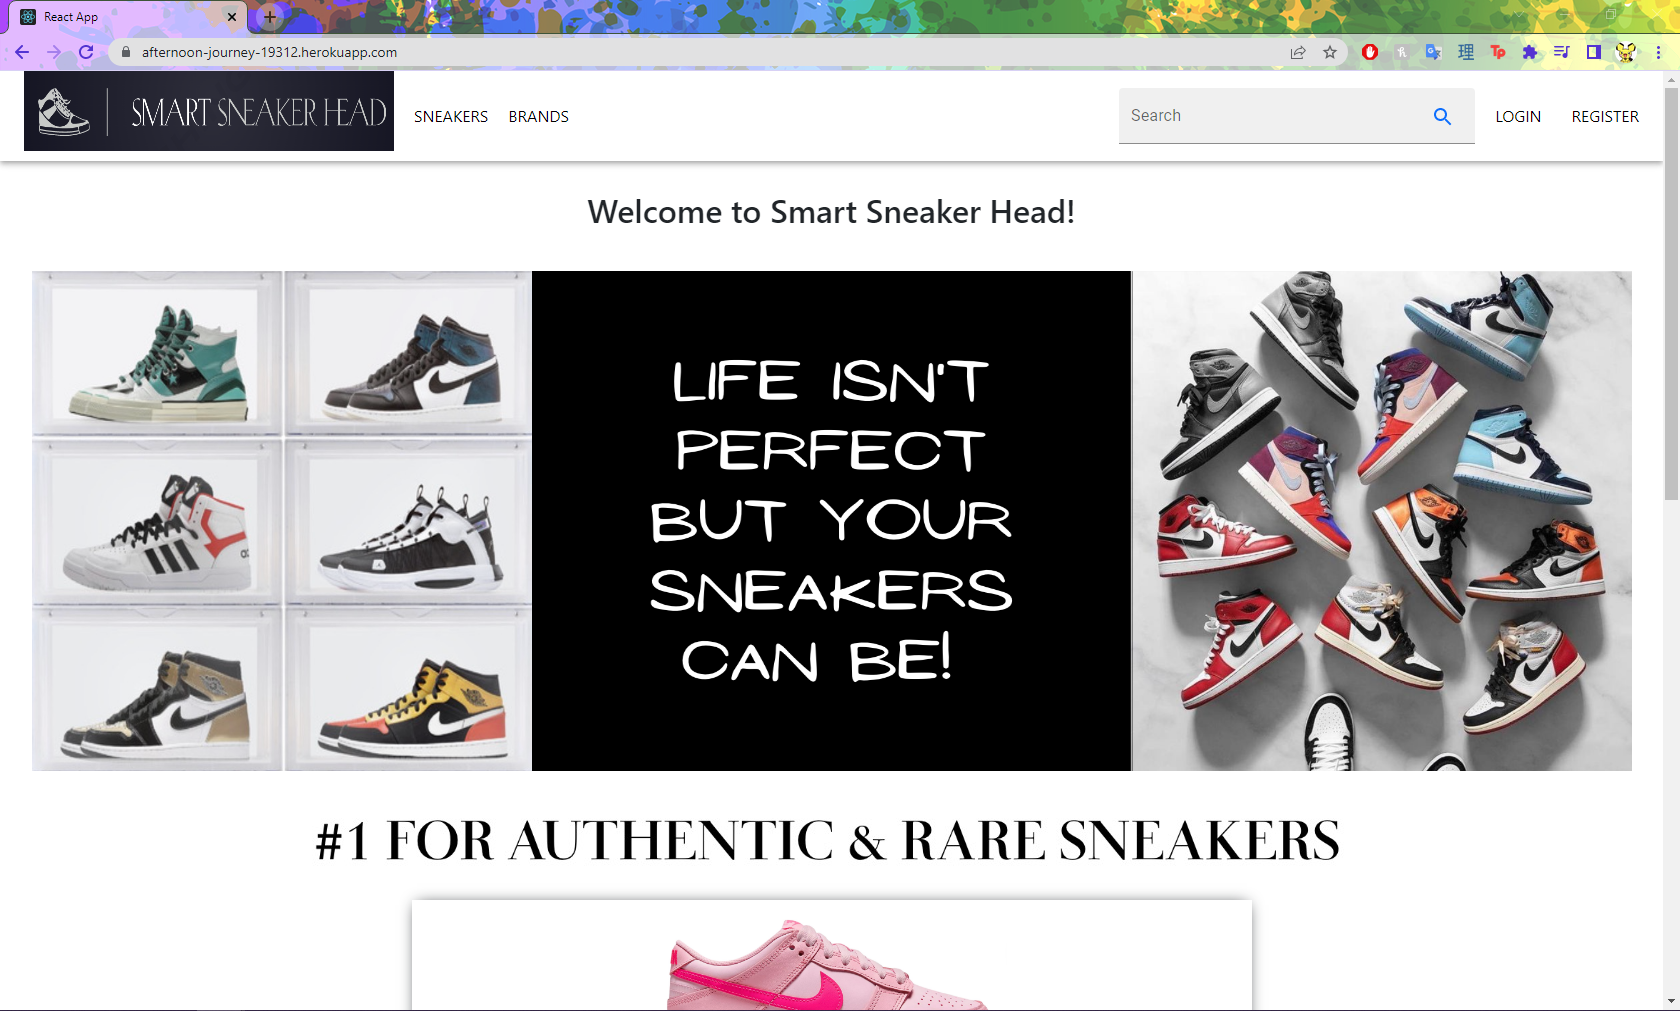 React App
afternoon-journey-19312.herokuapp.com
SMART SNEAKER HEAD
SNEAKERS
BRANDS
Search
LOGIN
REGISTER
Welcome to Smart Sneaker Head!
LIFE ISN'T
PERFECT
BUT YOUR
SNEAKERS
CAN BE!
#1 FOR AUTHENTIC & RARE SNEAKERS